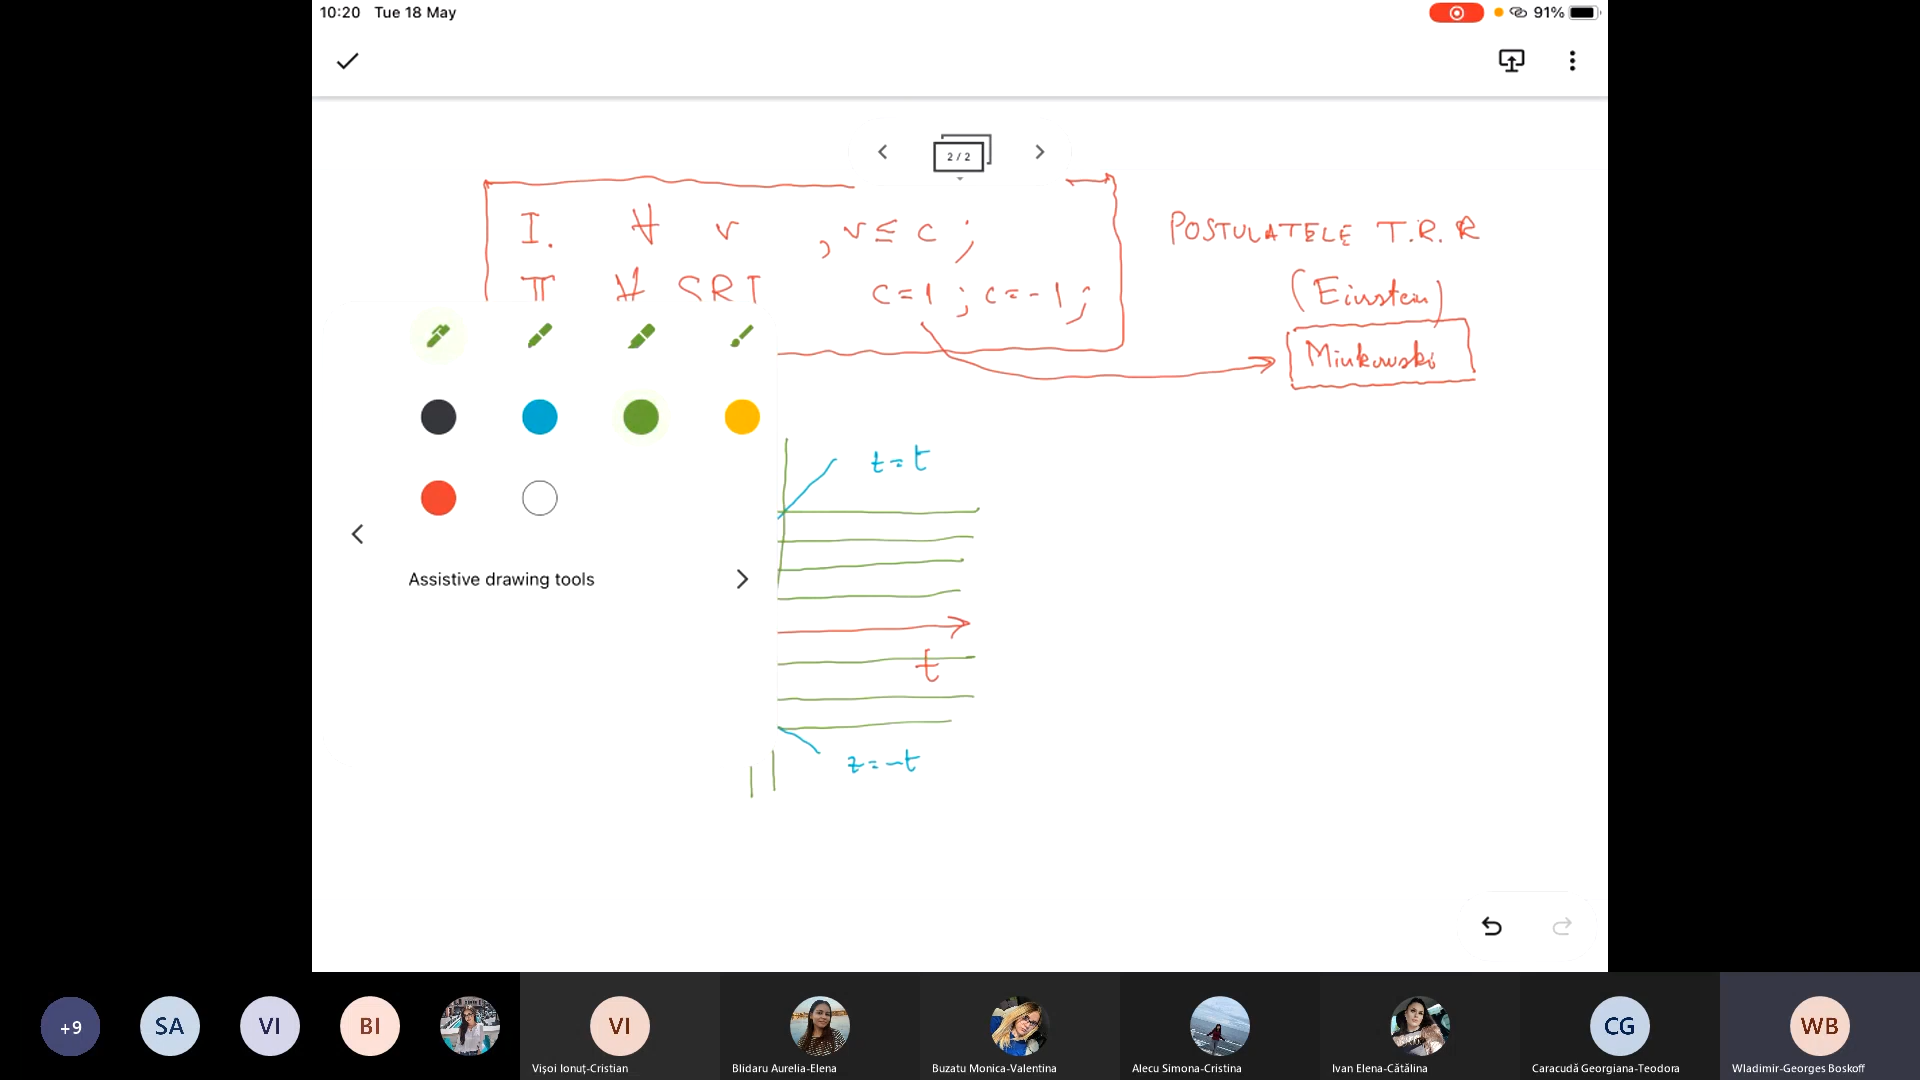 10:20 Tue 18 May 91%
2 / 2
I. ∀ v , v ≤ c ;
II ∀ SRI c = 1 ; c = -1 ;
POSTULATELE T.R.R
(Einstein)
Minkowski
t = t
Assistive drawing tools
t
z = -t
+9
SA
VI
BI
VI
CG
WB
Vișoi Ionuț-Cristian
Blidaru Aurelia-Elena
Buzatu Monica-Valentina
Alecu Simona-Cristina
Ivan Elena-Cătălina
Caracudă Georgiana-Teodora
Wladimir-Georges Boskoff